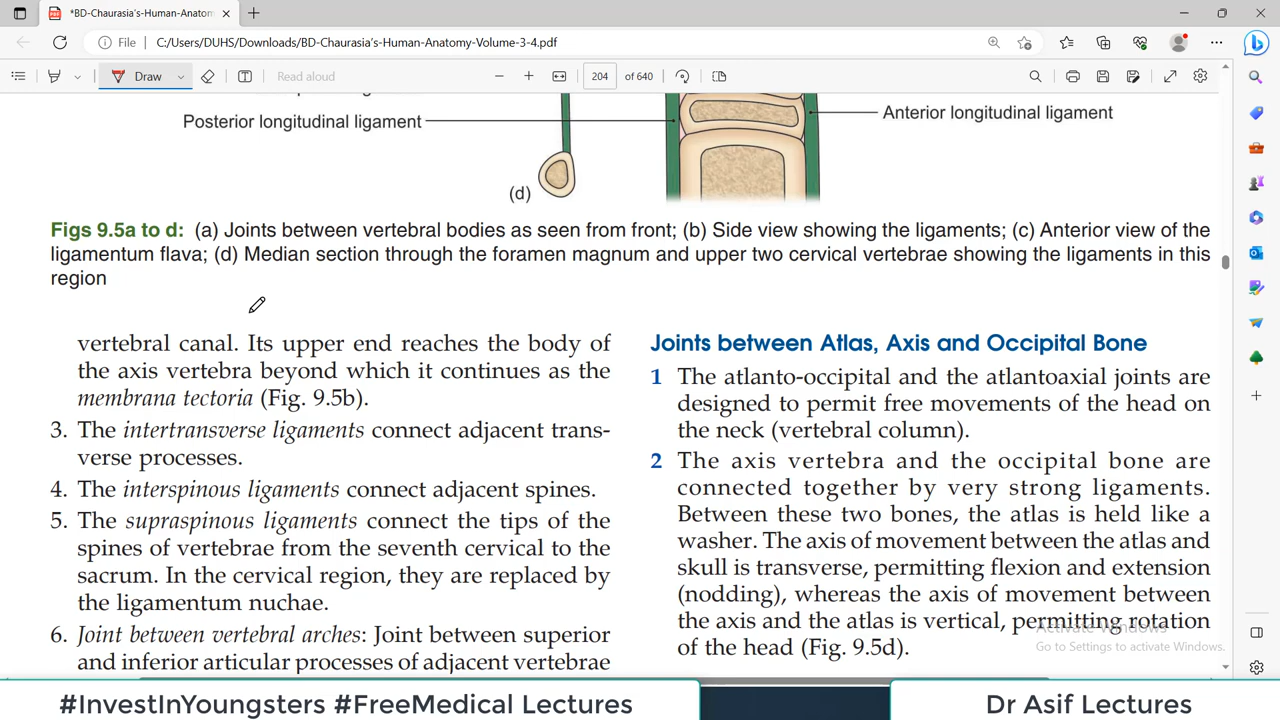 *BD-Chaurasia's-Human-Anatom
File
C:/Users/DUHS/Downloads/BD-Chaurasia's-Human-Anatomy-Volume-3-4.pdf
Draw
Read aloud
204
of 640
Posterior longitudinal ligament
Anterior longitudinal ligament
(d)
Figs 9.5a to d: (a) Joints between vertebral bodies as seen from front; (b) Side view showing the ligaments; (c) Anterior view of the
ligamentum flava; (d) Median section through the foramen magnum and upper two cervical vertebrae showing the ligaments in this
region
vertebral canal. Its upper end reaches the body of
the axis vertebra beyond which it continues as the
membrana tectoria (Fig. 9.5b).
3. The intertransverse ligaments connect adjacent trans-
verse processes.
4. The interspinous ligaments connect adjacent spines.
5. The supraspinous ligaments connect the tips of the
spines of vertebrae from the seventh cervical to the
sacrum. In the cervical region, they are replaced by
the ligamentum nuchae.
6. Joint between vertebral arches: Joint between superior
and inferior articular processes of adjacent vertebrae
Joints between Atlas, Axis and Occipital Bone
1 The atlanto-occipital and the atlantoaxial joints are
designed to permit free movements of the head on
the neck (vertebral column).
2 The axis vertebra and the occipital bone are
connected together by very strong ligaments.
Between these two bones, the atlas is held like a
washer. The axis of movement between the atlas and
skull is transverse, permitting flexion and extension
(nodding), whereas the axis of movement between
the axis and the atlas is vertical, permitting rotation
of the head (Fig. 9.5d).
Activate Windows
Go to Settings to activate Windows.
#InvestInYoungsters #FreeMedical Lectures
Dr Asif Lectures